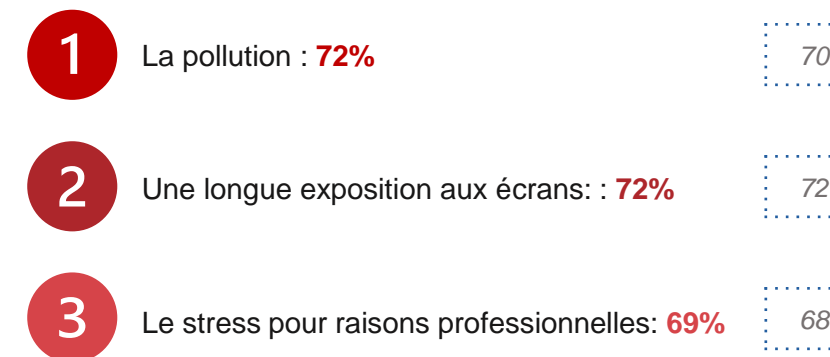 1 La pollution : 72% 70
2 Une longue exposition aux écrans: : 72% 72
3 Le stress pour raisons professionnelles: 69% 68